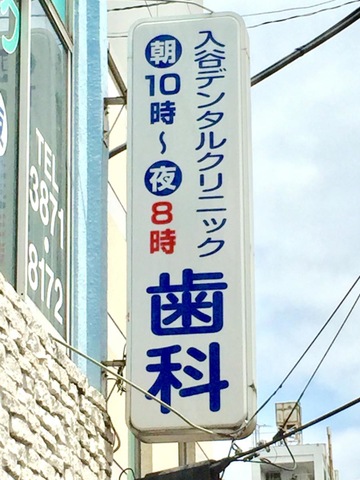 入谷デンタルクリニック
朝10時～夜8時
歯科
TEL
3871・8172